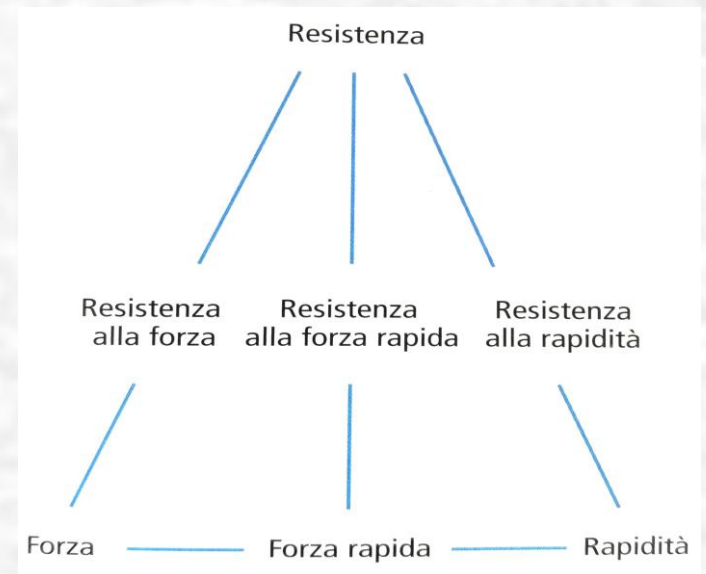 Resistenza
Resistenza Resistenza Resistenza
alla forza alla forza rapida alla rapidità
Forza Forza rapida Rapidità